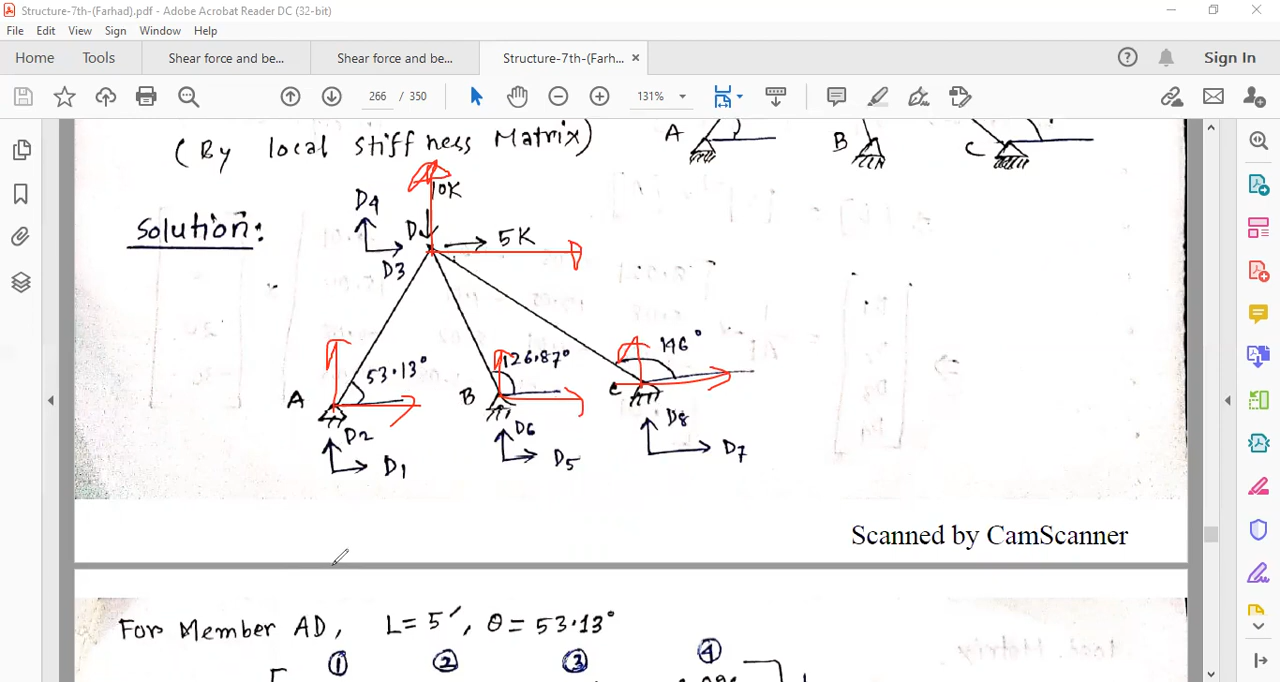 Structure-7th-(Farhad).pdf - Adobe Acrobat Reader DC (32-bit)
File Edit View Sign Window Help
Home Tools Shear force and be... Shear force and be... Structure-7th-(Farh... × Sign In
266 / 350 131%
(By local stiffness Matrix)
A B C
Solution:
10K
D4
D
5K
D3
53.13° 126.87° 146°
A B C
D2 D6 D8
D1 D5 D7
Scanned by CamScanner
For Member AD, L= 5', θ = 53.13°
① ② ③ ④